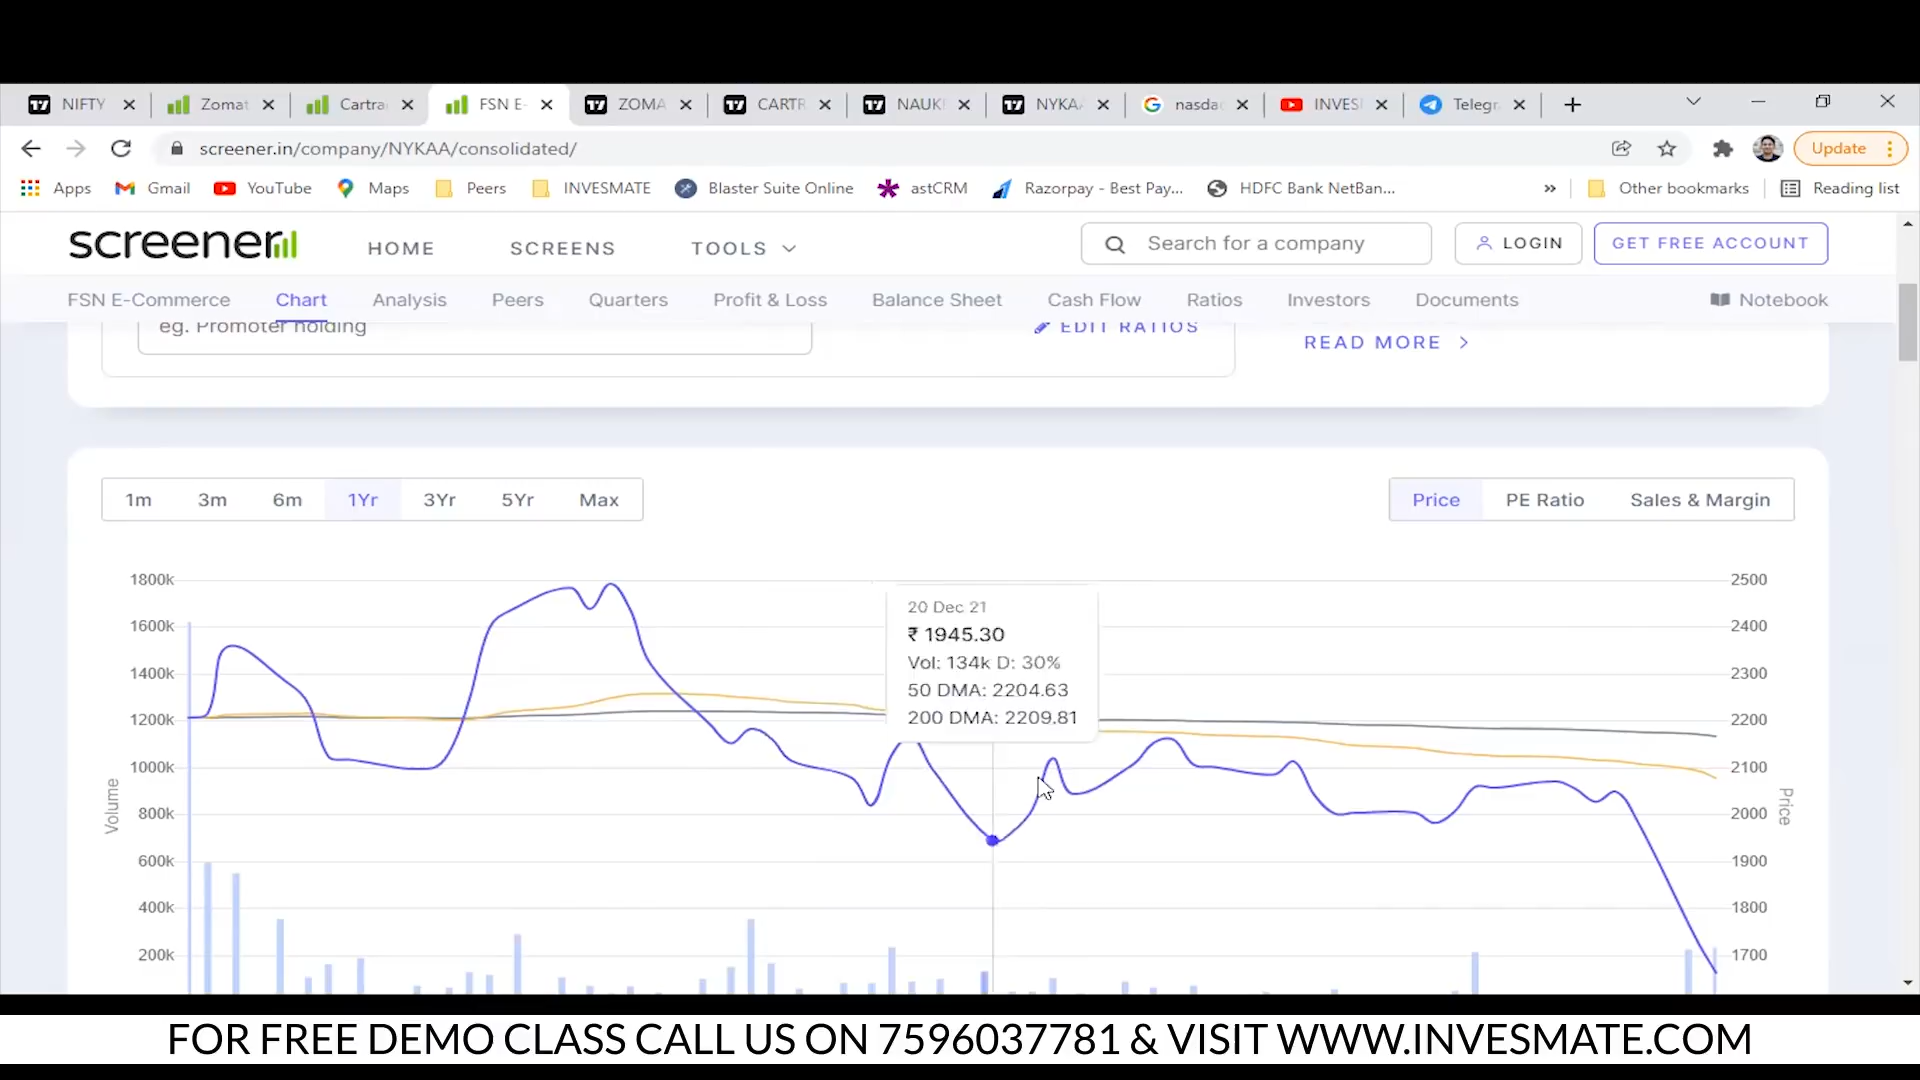 NIFTY
Zomat
Cartra
FSN E-
ZOMA
CARTR
NAUK
NYKAA
nasda
INVES
Telegr
screener.in/company/NYKAA/consolidated/
Update
Apps
Gmail
YouTube
Maps
Peers
INVESMATE
Blaster Suite Online
astCRM
Razorpay - Best Pay...
HDFC Bank NetBan...
»
Other bookmarks
Reading list
screener
HOME
SCREENS
TOOLS
Search for a company
LOGIN
GET FREE ACCOUNT
FSN E-Commerce
Chart
Analysis
Peers
Quarters
Profit & Loss
Balance Sheet
Cash Flow
Ratios
Investors
Documents
Notebook
eg. Promoter holding
EDIT RATIOS
READ MORE
1m
3m
6m
1Yr
3Yr
5Yr
Max
Price
PE Ratio
Sales & Margin
1800k
1600k
1400k
1200k
1000k
800k
600k
400k
200k
Volume
20 Dec 21
₹ 1945.30
Vol: 134k D: 30%
50 DMA: 2204.63
200 DMA: 2209.81
2500
2400
2300
2200
2100
2000
1900
1800
1700
Price
FOR FREE DEMO CLASS CALL US ON 7596037781 & VISIT WWW.INVESMATE.COM